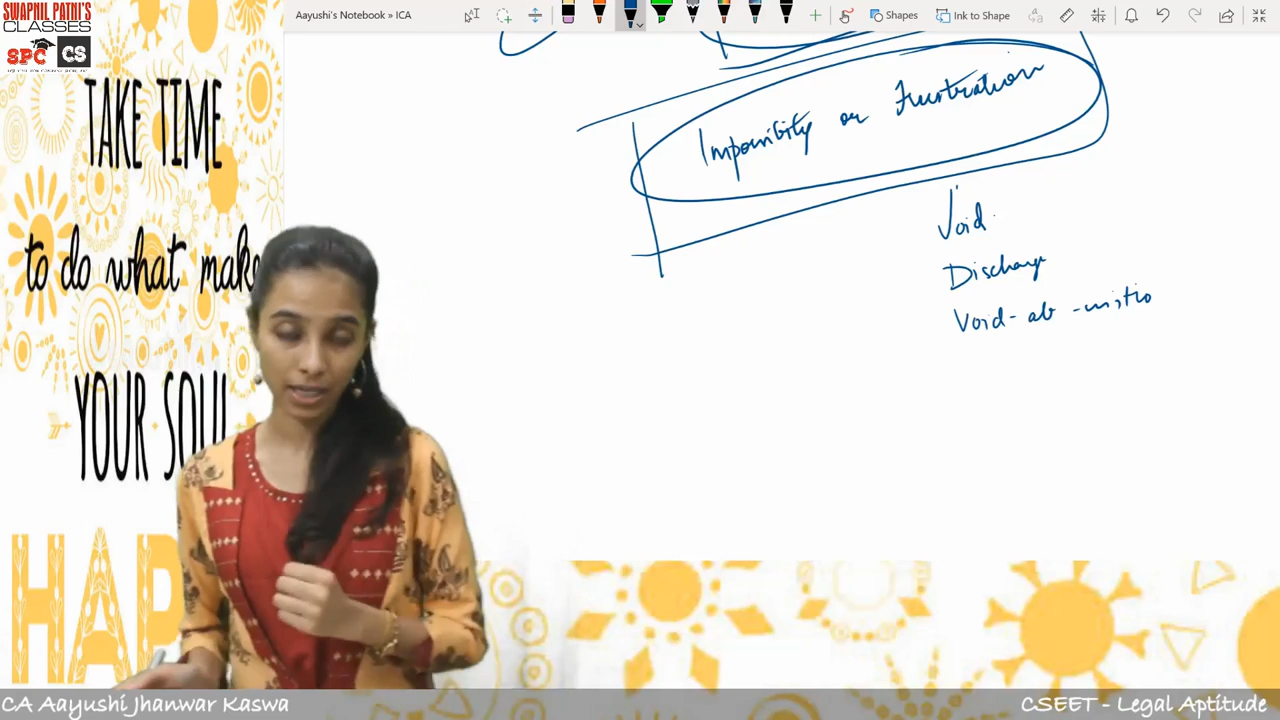 SWAPNIL PATNI'S
CLASSES
SPC CS
Aayushi's Notebook » ICA
Shapes
Ink to Shape
TAKE TIME
to do what make
YOUR SOUL
HAP
Impossibility or Frustration
Void
Discharge
Void-ab-initio
CA Aayushi Jhanwar Kaswa
CSEET - Legal Aptitude